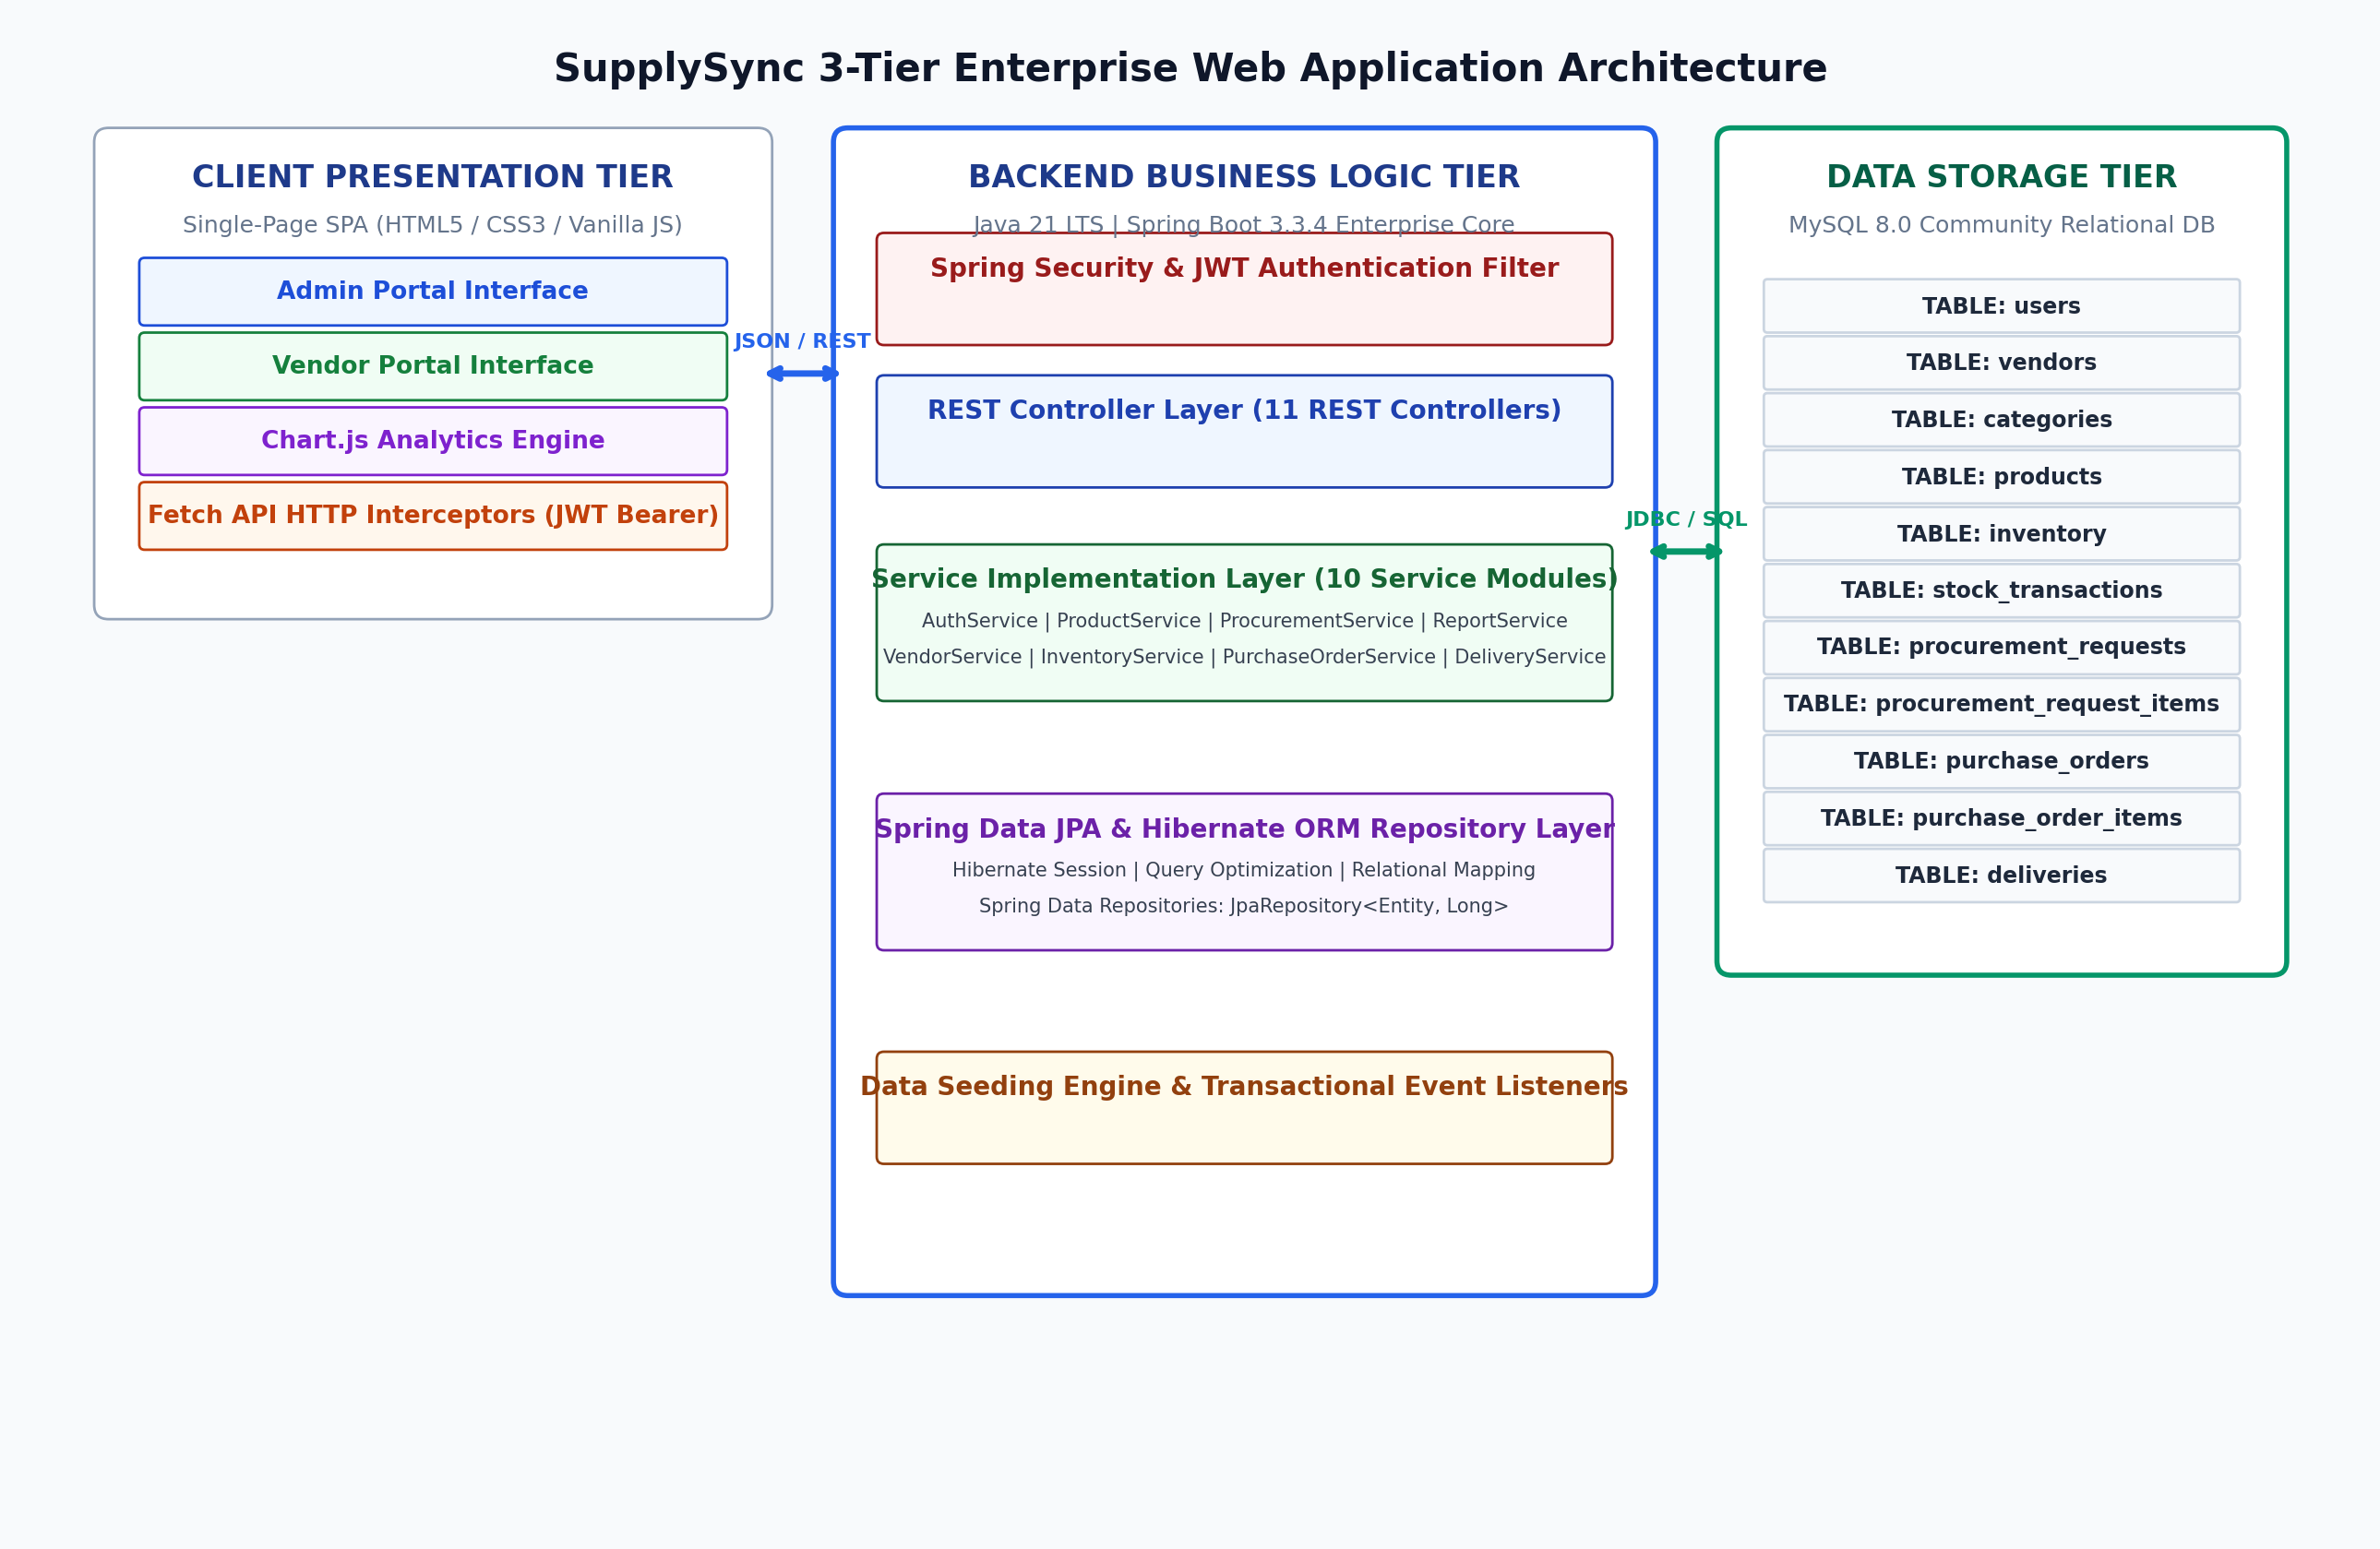 SupplySync 3-Tier Enterprise Web Application Architecture
CLIENT PRESENTATION TIER
Single-Page SPA (HTML5 / CSS3 / Vanilla JS)
Admin Portal Interface
Vendor Portal Interface
Chart.js Analytics Engine
Fetch API HTTP Interceptors (JWT Bearer)
JSON / REST
BACKEND BUSINESS LOGIC TIER
Java 21 LTS | Spring Boot 3.3.4 Enterprise Core
Spring Security & JWT Authentication Filter
REST Controller Layer (11 REST Controllers)
Service Implementation Layer (10 Service Modules)
AuthService | ProductService | ProcurementService | ReportService
VendorService | InventoryService | PurchaseOrderService | DeliveryService
Spring Data JPA & Hibernate ORM Repository Layer
Hibernate Session | Query Optimization | Relational Mapping
Spring Data Repositories: JpaRepository<Entity, Long>
Data Seeding Engine & Transactional Event Listeners
JDBC / SQL
DATA STORAGE TIER
MySQL 8.0 Community Relational DB
TABLE: users
TABLE: vendors
TABLE: categories
TABLE: products
TABLE: inventory
TABLE: stock_transactions
TABLE: procurement_requests
TABLE: procurement_request_items
TABLE: purchase_orders
TABLE: purchase_order_items
TABLE: deliveries